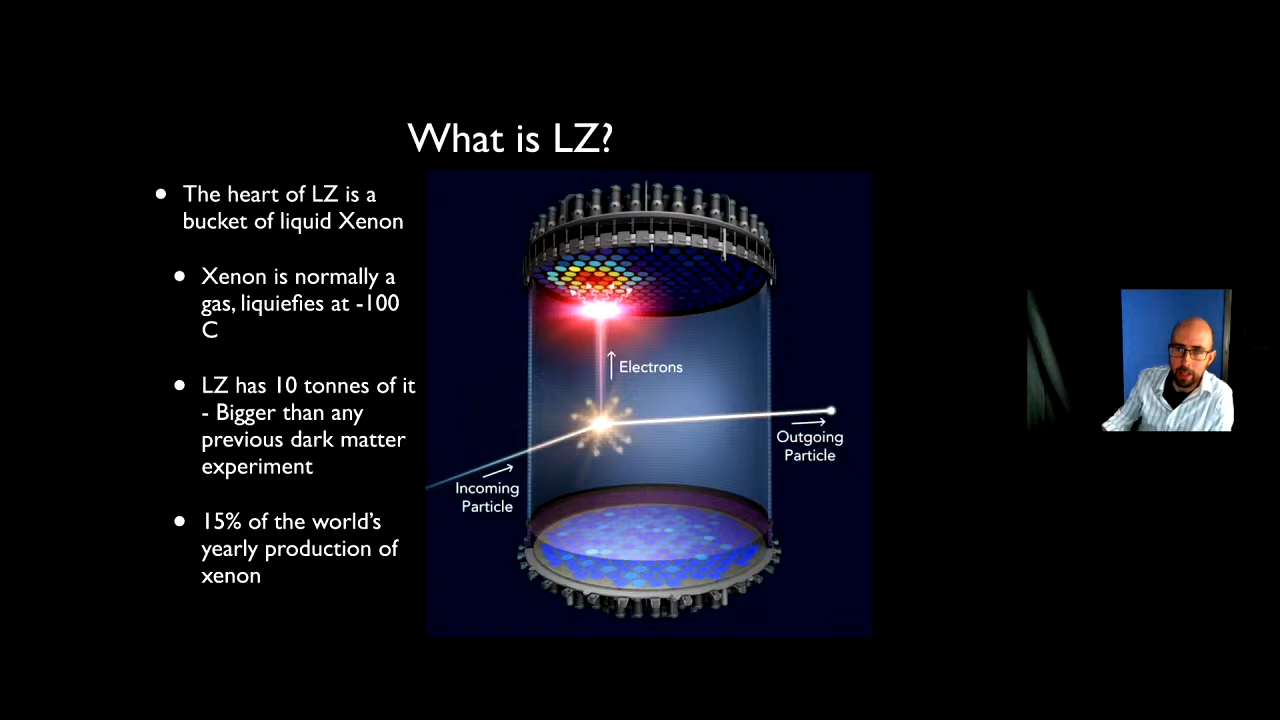 What is LZ?
• The heart of LZ is a
bucket of liquid Xenon
• Xenon is normally a
gas, liquiefies at -100
C
• LZ has 10 tonnes of it
- Bigger than any
previous dark matter
experiment
• 15% of the world's
yearly production of
xenon
Electrons
Outgoing
Particle
Incoming
Particle